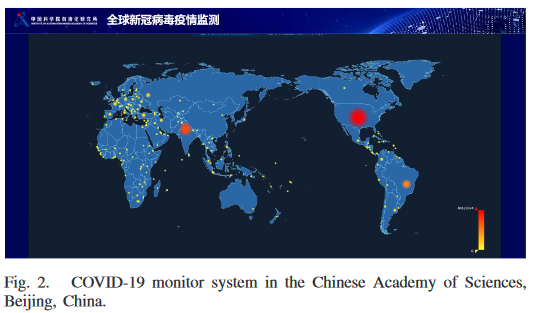 中国科学院自动化研究所
INSTITUTE OF AUTOMATION CHINESE ACADEMY OF SCIENCES
全球新冠病毒疫情监测
Fig. 2. COVID-19 monitor system in the Chinese Academy of Sciences,
Beijing, China.